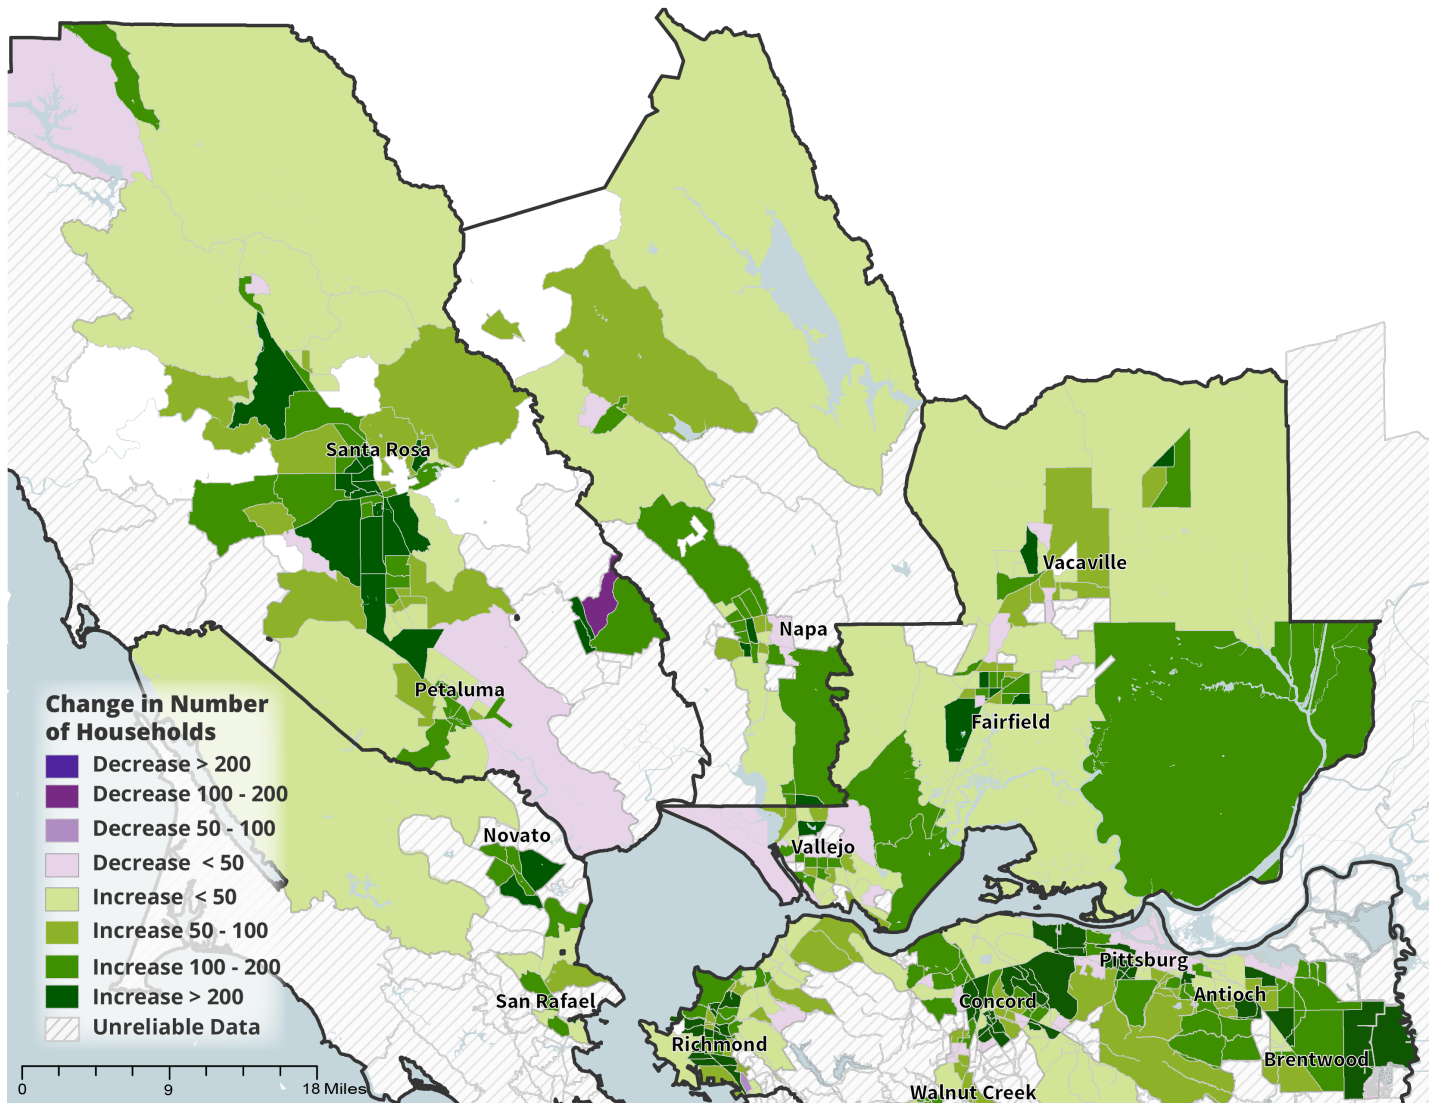 Santa Rosa
Vacaville
Napa
Petaluma
Fairfield
Change in Number
of Households
Decrease > 200
Decrease 100 - 200
Decrease 50 - 100
Decrease < 50
Increase < 50
Increase 50 - 100
Increase 100 - 200
Increase > 200
Unreliable Data
Novato
Vallejo
Pittsburg
Antioch
San Rafael
Concord
Richmond
Brentwood
Walnut Creek
0 9 18 Miles